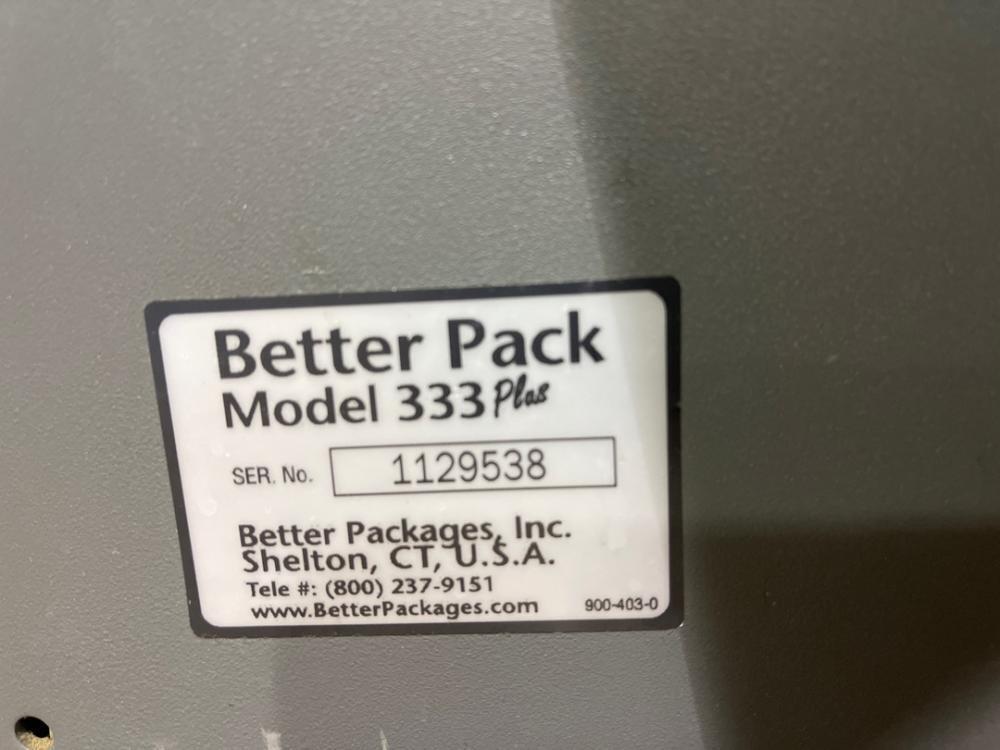 Better Pack
Model 333 Plus
SER. No. 1129538
Better Packages, Inc.
Shelton, CT, U.S.A.
Tele #: (800) 237-9151
www.BetterPackages.com 900-403-0